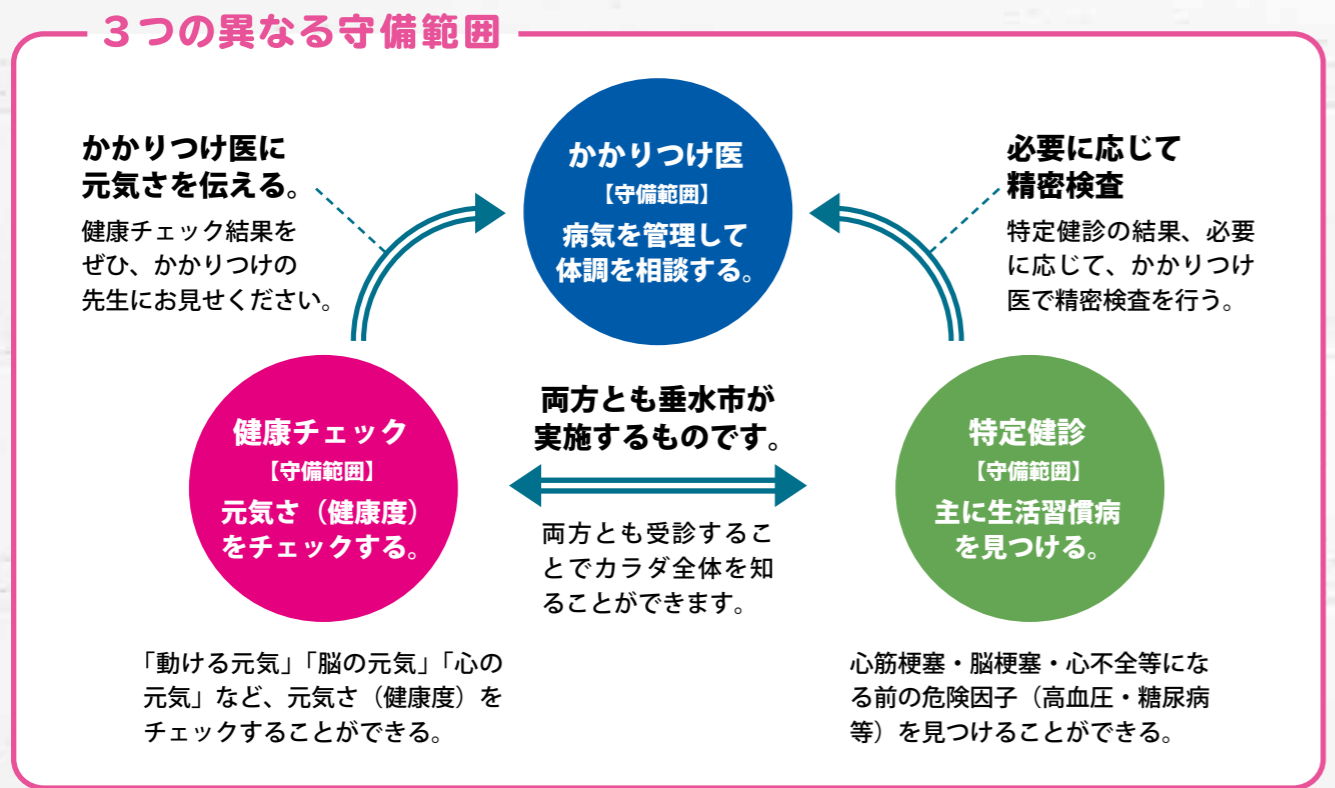 3つの異なる守備範囲
かかりつけ医に
元気さを伝える。
健康チェック結果を
ぜひ、かかりつけの
先生にお見せください。
かかりつけ医
【守備範囲】
病気を管理して
体調を相談する。
必要に応じて
精密検査
特定健診の結果、必要
に応じて、かかりつけ
医で精密検査を行う。
健康チェック
【守備範囲】
元気さ（健康度）
をチェックする。
両方とも垂水市が
実施するものです。
両方とも受診するこ
とでカラダ全体を知
ることができます。
特定健診
【守備範囲】
主に生活習慣病
を見つける。
「動ける元気」「脳の元気」「心の
元気」など、元気さ（健康度）を
チェックすることができる。
心筋梗塞・脳梗塞・心不全等にな
る前の危険因子（高血圧・糖尿病
等）を見つけることができる。